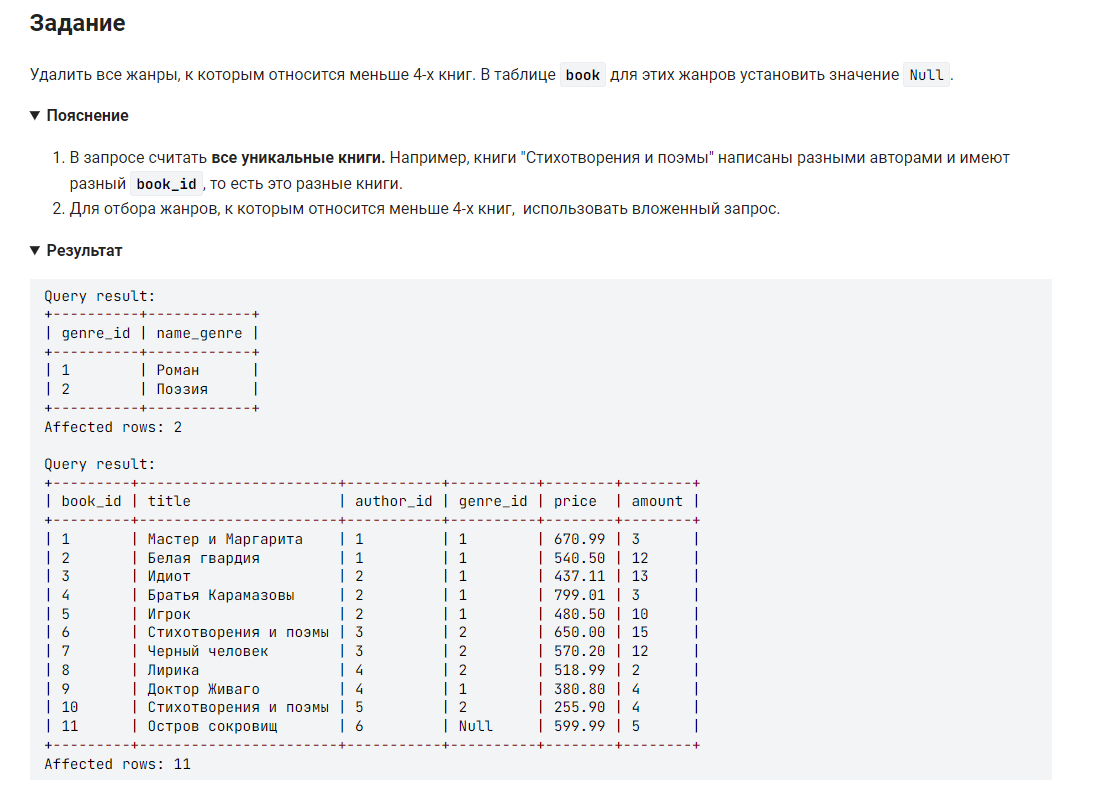 Задание
Удалить все жанры, к которым относится меньше 4-х книг. В таблице book для этих жанров установить значение Null.
▼ Пояснение
1. В запросе считать все уникальные книги. Например, книги "Стихотворения и поэмы" написаны разными авторами и имеют
разный book_id, то есть это разные книги.
2. Для отбора жанров, к которым относится меньше 4-х книг, использовать вложенный запрос.
▼ Результат
Query result:
+----------+------------+
| genre_id | name_genre |
+----------+------------+
| 1        | Роман      |
| 2        | Поэзия     |
+----------+------------+
Affected rows: 2
Query result:
+---------+-----------------------+-----------+----------+--------+--------+
| book_id | title                 | author_id | genre_id | price  | amount |
+---------+-----------------------+-----------+----------+--------+--------+
| 1       | Мастер и Маргарита    | 1         | 1        | 670.99 | 3      |
| 2       | Белая гвардия         | 1         | 1        | 540.50 | 12     |
| 3       | Идиот                 | 2         | 1        | 437.11 | 13     |
| 4       | Братья Карамазовы     | 2         | 1        | 799.01 | 3      |
| 5       | Игрок                 | 2         | 1        | 480.50 | 10     |
| 6       | Стихотворения и поэмы | 3         | 2        | 650.00 | 15     |
| 7       | Черный человек        | 3         | 2        | 570.20 | 12     |
| 8       | Лирика                | 4         | 2        | 518.99 | 2      |
| 9       | Доктор Живаго         | 4         | 1        | 380.80 | 4      |
| 10      | Стихотворения и поэмы | 5         | 2        | 255.90 | 4      |
| 11      | Остров сокровищ       | 6         | Null     | 599.99 | 5      |
+---------+-----------------------+-----------+----------+--------+--------+
Affected rows: 11